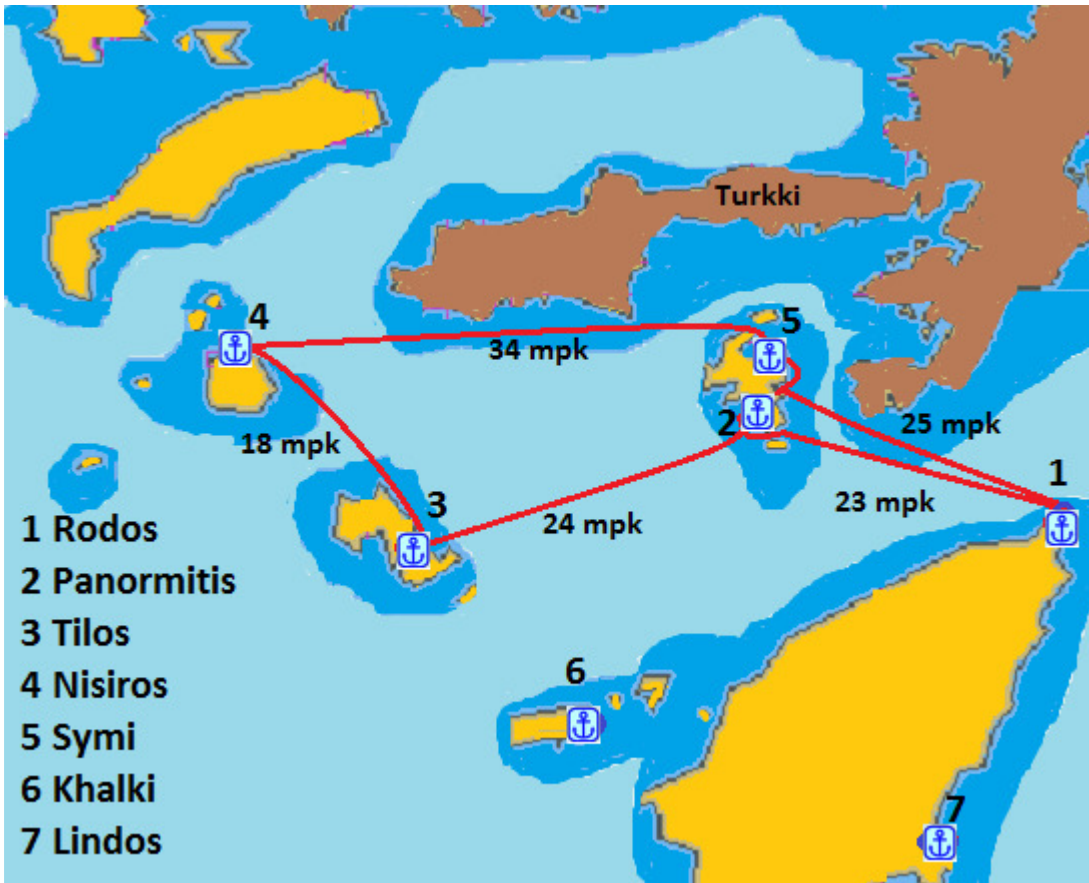 Turkki
4
5
34 mpk
2
25 mpk
18 mpk
1
3
23 mpk
24 mpk
1 Rodos
2 Panormitis
3 Tilos
4 Nisiros
6
5 Symi
6 Khalki
7
7 Lindos